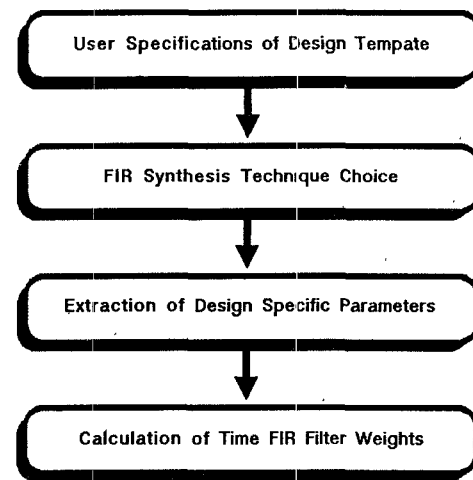 User Specifications of Design Tempate
FIR Synthesis Technique Choice
Extraction of Design Specific Parameters
Calculation of Time FIR Filter Weights